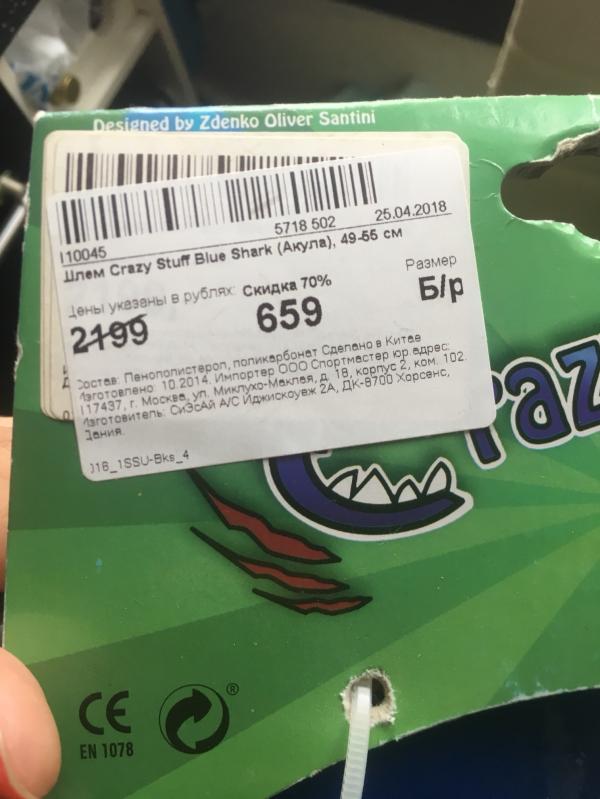 Designed by Zdenko Oliver Santini
110045 5718 502 25.04.2018
Шлем Crazy Stuff Blue Shark (Акула), 49-55 см
Цены указаны в рублях: Скидка 70% Размер
2199 659 Б/р
Состав: Пенополистерол, поликарбонат Сделано в Китае
Изготовлено: 10.2014. Импортер ООО Спортмастер юр.адрес:
117437, г. Москва, ул. Миклухо-Маклая, д. 18, корпус 2, ком. 102.
Изготовитель: СиЭсАй А/С Иджискоувж 2А, ДК-8700 Хорсенс,
Дания.
016_1SSU-Bks_4
Craz
CE ®
EN 1078